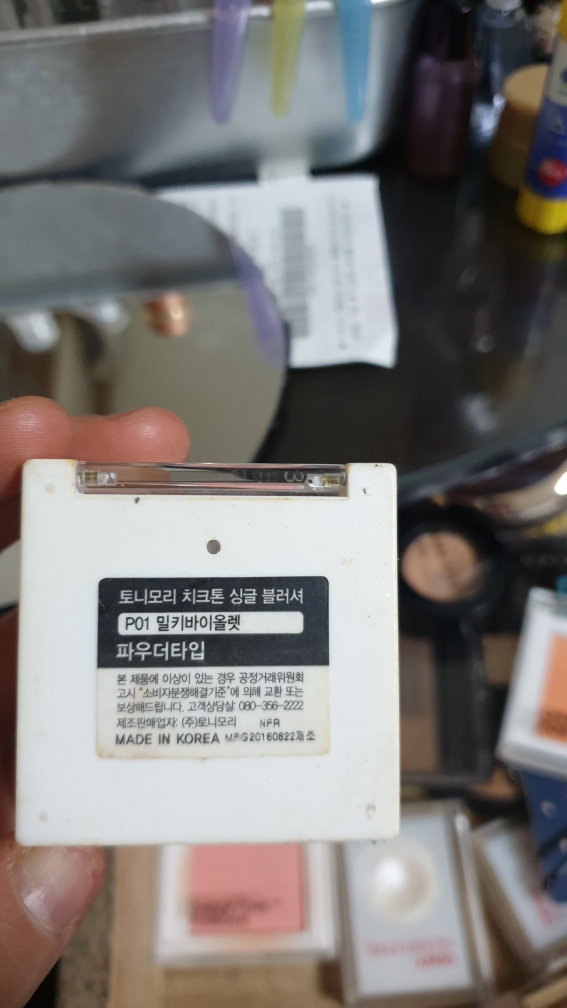 토니모리 치크톤 싱글 블러셔
P01 밀키바이올렛
파우더타입
본 제품에 이상이 있는 경우 공정거래위원회
고시 "소비자분쟁해결기준"에 의해 교환 또는
보상해드립니다. 고객상담실: 080-356-2222
제조판매업자: (주)토니모리 NFR
MADE IN KOREA MFG20160622제조